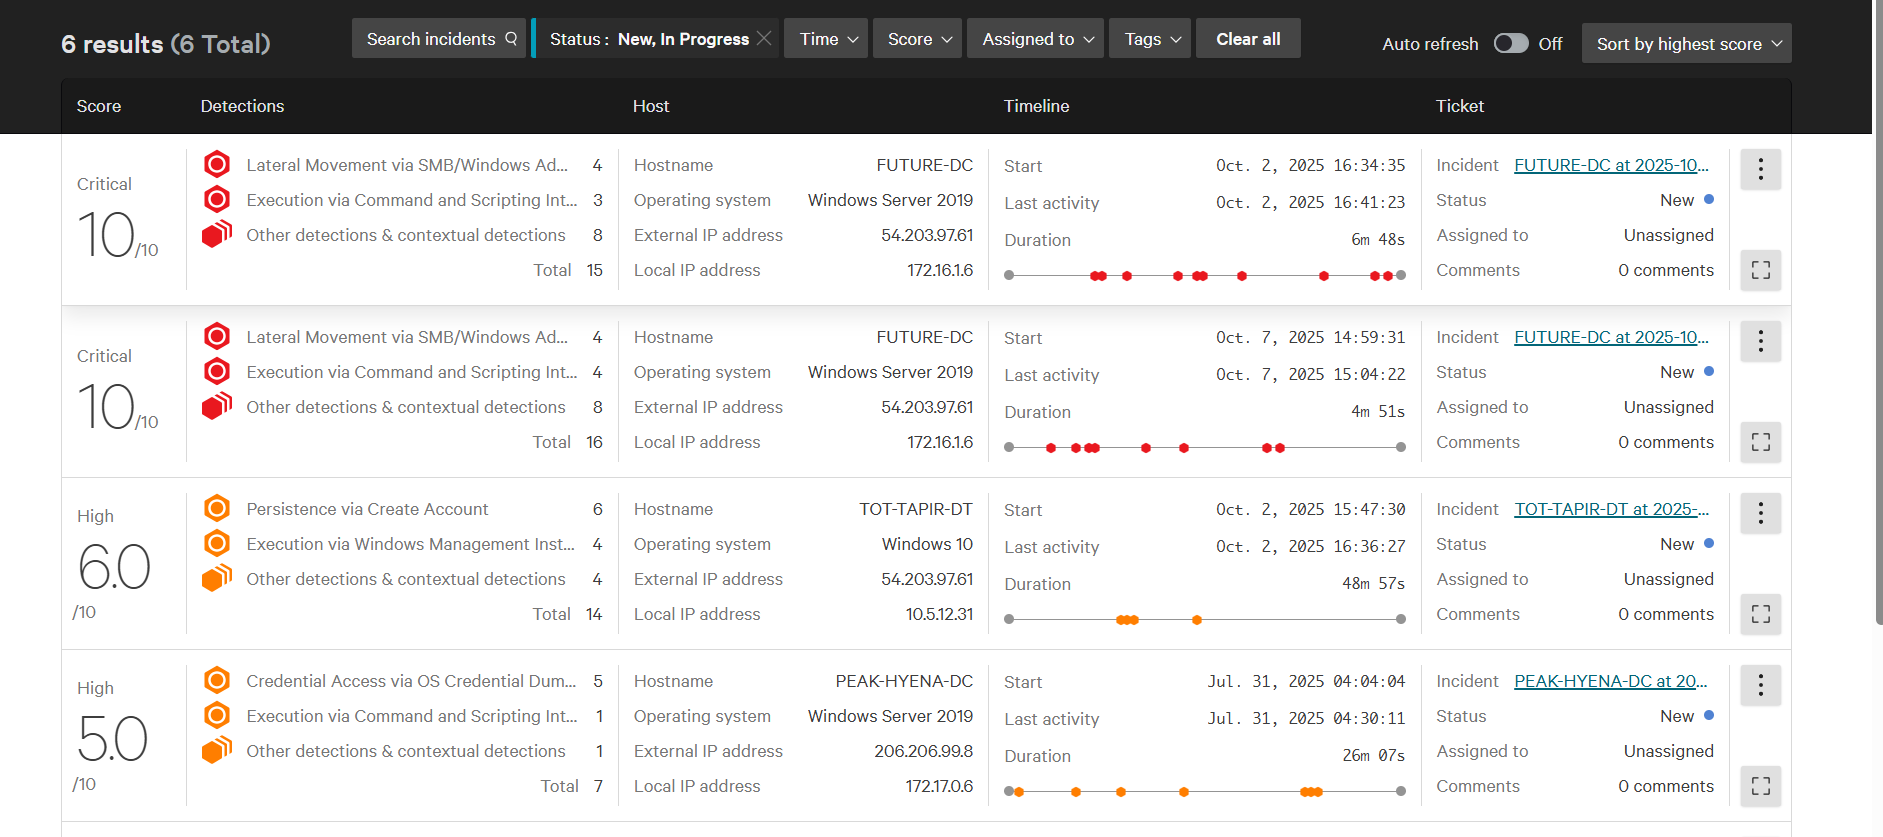 6 results (6 Total)
Search incidents
Status : New, In Progress
Time
Score
Assigned to
Tags
Clear all
Auto refresh Off
Sort by highest score
Score Detections Host Timeline Ticket
Critical
10/10
Lateral Movement via SMB/Windows Ad... 4
Execution via Command and Scripting Int... 3
Other detections & contextual detections 8
Total 15
Hostname FUTURE-DC
Operating system Windows Server 2019
External IP address 54.203.97.61
Local IP address 172.16.1.6
Start Oct. 2, 2025 16:34:35
Last activity Oct. 2, 2025 16:41:23
Duration 6m 48s
Incident FUTURE-DC at 2025-10...
Status New
Assigned to Unassigned
Comments 0 comments
Critical
10/10
Lateral Movement via SMB/Windows Ad... 4
Execution via Command and Scripting Int... 4
Other detections & contextual detections 8
Total 16
Hostname FUTURE-DC
Operating system Windows Server 2019
External IP address 54.203.97.61
Local IP address 172.16.1.6
Start Oct. 7, 2025 14:59:31
Last activity Oct. 7, 2025 15:04:22
Duration 4m 51s
Incident FUTURE-DC at 2025-10...
Status New
Assigned to Unassigned
Comments 0 comments
High
6.0
/10
Persistence via Create Account 6
Execution via Windows Management Inst... 4
Other detections & contextual detections 4
Total 14
Hostname TOT-TAPIR-DT
Operating system Windows 10
External IP address 54.203.97.61
Local IP address 10.5.12.31
Start Oct. 2, 2025 15:47:30
Last activity Oct. 2, 2025 16:36:27
Duration 48m 57s
Incident TOT-TAPIR-DT at 2025-...
Status New
Assigned to Unassigned
Comments 0 comments
High
5.0
/10
Credential Access via OS Credential Dum... 5
Execution via Command and Scripting Int... 1
Other detections & contextual detections 1
Total 7
Hostname PEAK-HYENA-DC
Operating system Windows Server 2019
External IP address 206.206.99.8
Local IP address 172.17.0.6
Start Jul. 31, 2025 04:04:04
Last activity Jul. 31, 2025 04:30:11
Duration 26m 07s
Incident PEAK-HYENA-DC at 20...
Status New
Assigned to Unassigned
Comments 0 comments